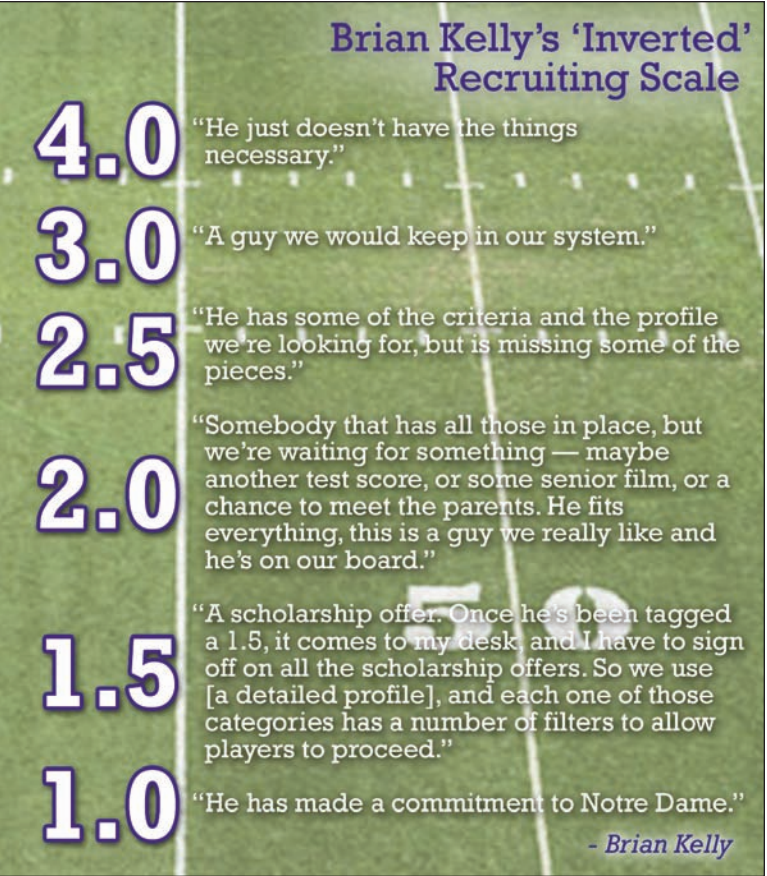 Brian Kelly's 'Inverted'
Recruiting Scale
4.0
"He just doesn't have the things
necessary."
3.0
"A guy we would keep in our system."
2.5
"He has some of the criteria and the profile
we're looking for, but is missing some of the
pieces."
2.0
"Somebody that has all those in place, but
we're waiting for something — maybe
another test score, or some senior film, or a
chance to meet the parents. He fits
everything, this is a guy we really like and
he's on our board."
1.5
"A scholarship offer. Once he's been tagged
a 1.5, it comes to my desk, and I have to sign
off on all the scholarship offers. So we use
[a detailed profile], and each one of those
categories has a number of filters to allow
players to proceed."
5 0
1.0
"He has made a commitment to Notre Dame."
- Brian Kelly